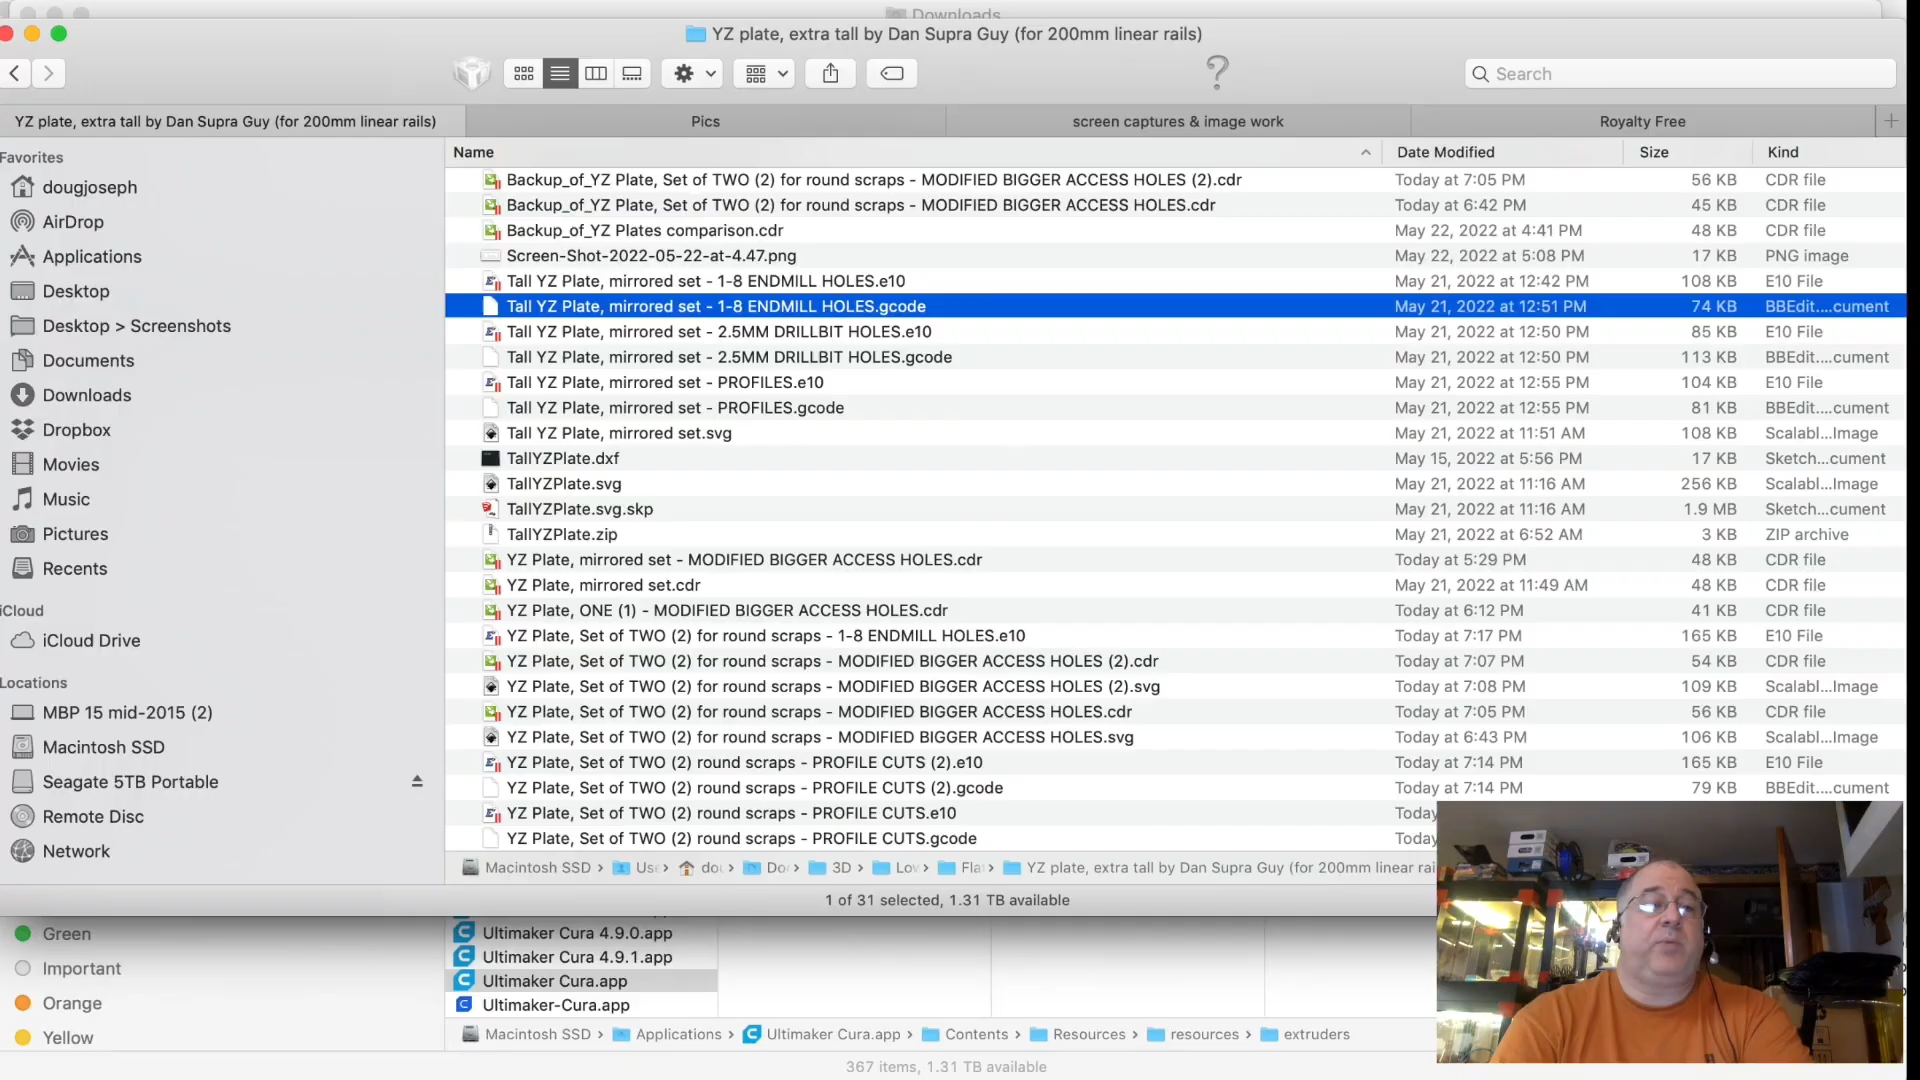 Downloads
YZ plate, extra tall by Dan Supra Guy (for 200mm linear rails)
Search
YZ plate, extra tall by Dan Supra Guy (for 200mm linear rails) Pics screen captures & image work Royalty Free
Favorites
dougjoseph
AirDrop
Applications
Desktop
Desktop > Screenshots
Documents
Downloads
Dropbox
Movies
Music
Pictures
Recents
iCloud
iCloud Drive
Locations
MBP 15 mid-2015 (2)
Macintosh SSD
Seagate 5TB Portable
Remote Disc
Network
Name Date Modified Size Kind
Backup_of_YZ Plate, Set of TWO (2) for round scraps - MODIFIED BIGGER ACCESS HOLES (2).cdr Today at 7:05 PM 56 KB CDR file
Backup_of_YZ Plate, Set of TWO (2) for round scraps - MODIFIED BIGGER ACCESS HOLES.cdr Today at 6:42 PM 45 KB CDR file
Backup_of_YZ Plates comparison.cdr May 22, 2022 at 4:41 PM 48 KB CDR file
Screen-Shot-2022-05-22-at-4.47.png May 22, 2022 at 5:08 PM 17 KB PNG image
Tall YZ Plate, mirrored set - 1-8 ENDMILL HOLES.e10 May 21, 2022 at 12:42 PM 108 KB E10 File
Tall YZ Plate, mirrored set - 1-8 ENDMILL HOLES.gcode May 21, 2022 at 12:51 PM 74 KB BBEdit....cument
Tall YZ Plate, mirrored set - 2.5MM DRILLBIT HOLES.e10 May 21, 2022 at 12:50 PM 85 KB E10 File
Tall YZ Plate, mirrored set - 2.5MM DRILLBIT HOLES.gcode May 21, 2022 at 12:50 PM 113 KB BBEdit....cument
Tall YZ Plate, mirrored set - PROFILES.e10 May 21, 2022 at 12:55 PM 104 KB E10 File
Tall YZ Plate, mirrored set - PROFILES.gcode May 21, 2022 at 12:55 PM 81 KB BBEdit....cument
Tall YZ Plate, mirrored set.svg May 21, 2022 at 11:51 AM 108 KB Scalabl...Image
TallYZPlate.dxf May 15, 2022 at 5:56 PM 17 KB Sketch...cument
TallYZPlate.svg May 21, 2022 at 11:16 AM 256 KB Scalabl...Image
TallYZPlate.svg.skp May 21, 2022 at 11:16 AM 1.9 MB Sketch...cument
TallYZPlate.zip May 21, 2022 at 6:52 AM 3 KB ZIP archive
YZ Plate, mirrored set - MODIFIED BIGGER ACCESS HOLES.cdr Today at 5:29 PM 48 KB CDR file
YZ Plate, mirrored set.cdr May 21, 2022 at 11:49 AM 48 KB CDR file
YZ Plate, ONE (1) - MODIFIED BIGGER ACCESS HOLES.cdr Today at 6:12 PM 41 KB CDR file
YZ Plate, Set of TWO (2) for round scraps - 1-8 ENDMILL HOLES.e10 Today at 7:17 PM 165 KB E10 File
YZ Plate, Set of TWO (2) for round scraps - MODIFIED BIGGER ACCESS HOLES (2).cdr Today at 7:07 PM 54 KB CDR file
YZ Plate, Set of TWO (2) for round scraps - MODIFIED BIGGER ACCESS HOLES (2).svg Today at 7:08 PM 109 KB Scalabl...Image
YZ Plate, Set of TWO (2) for round scraps - MODIFIED BIGGER ACCESS HOLES.cdr Today at 7:05 PM 56 KB CDR file
YZ Plate, Set of TWO (2) for round scraps - MODIFIED BIGGER ACCESS HOLES.svg Today at 6:43 PM 106 KB Scalabl...Image
YZ Plate, Set of TWO (2) round scraps - PROFILE CUTS (2).e10 Today at 7:14 PM 165 KB E10 File
YZ Plate, Set of TWO (2) round scraps - PROFILE CUTS (2).gcode Today at 7:14 PM 79 KB BBEdit....cument
YZ Plate, Set of TWO (2) round scraps - PROFILE CUTS.e10 Today
YZ Plate, Set of TWO (2) round scraps - PROFILE CUTS.gcode Today
Macintosh SSD › Use › dou › Doc › 3D › Lov › Fla › YZ plate, extra tall by Dan Supra Guy (for 200mm linear rai
1 of 31 selected, 1.31 TB available
Green
Important
Orange
Yellow
Ultimaker Cura 4.9.0.app
Ultimaker Cura 4.9.1.app
Ultimaker Cura.app
Ultimaker-Cura.app
Macintosh SSD › Applications › Ultimaker Cura.app › Contents › Resources › resources › extruders
367 items, 1.31 TB available